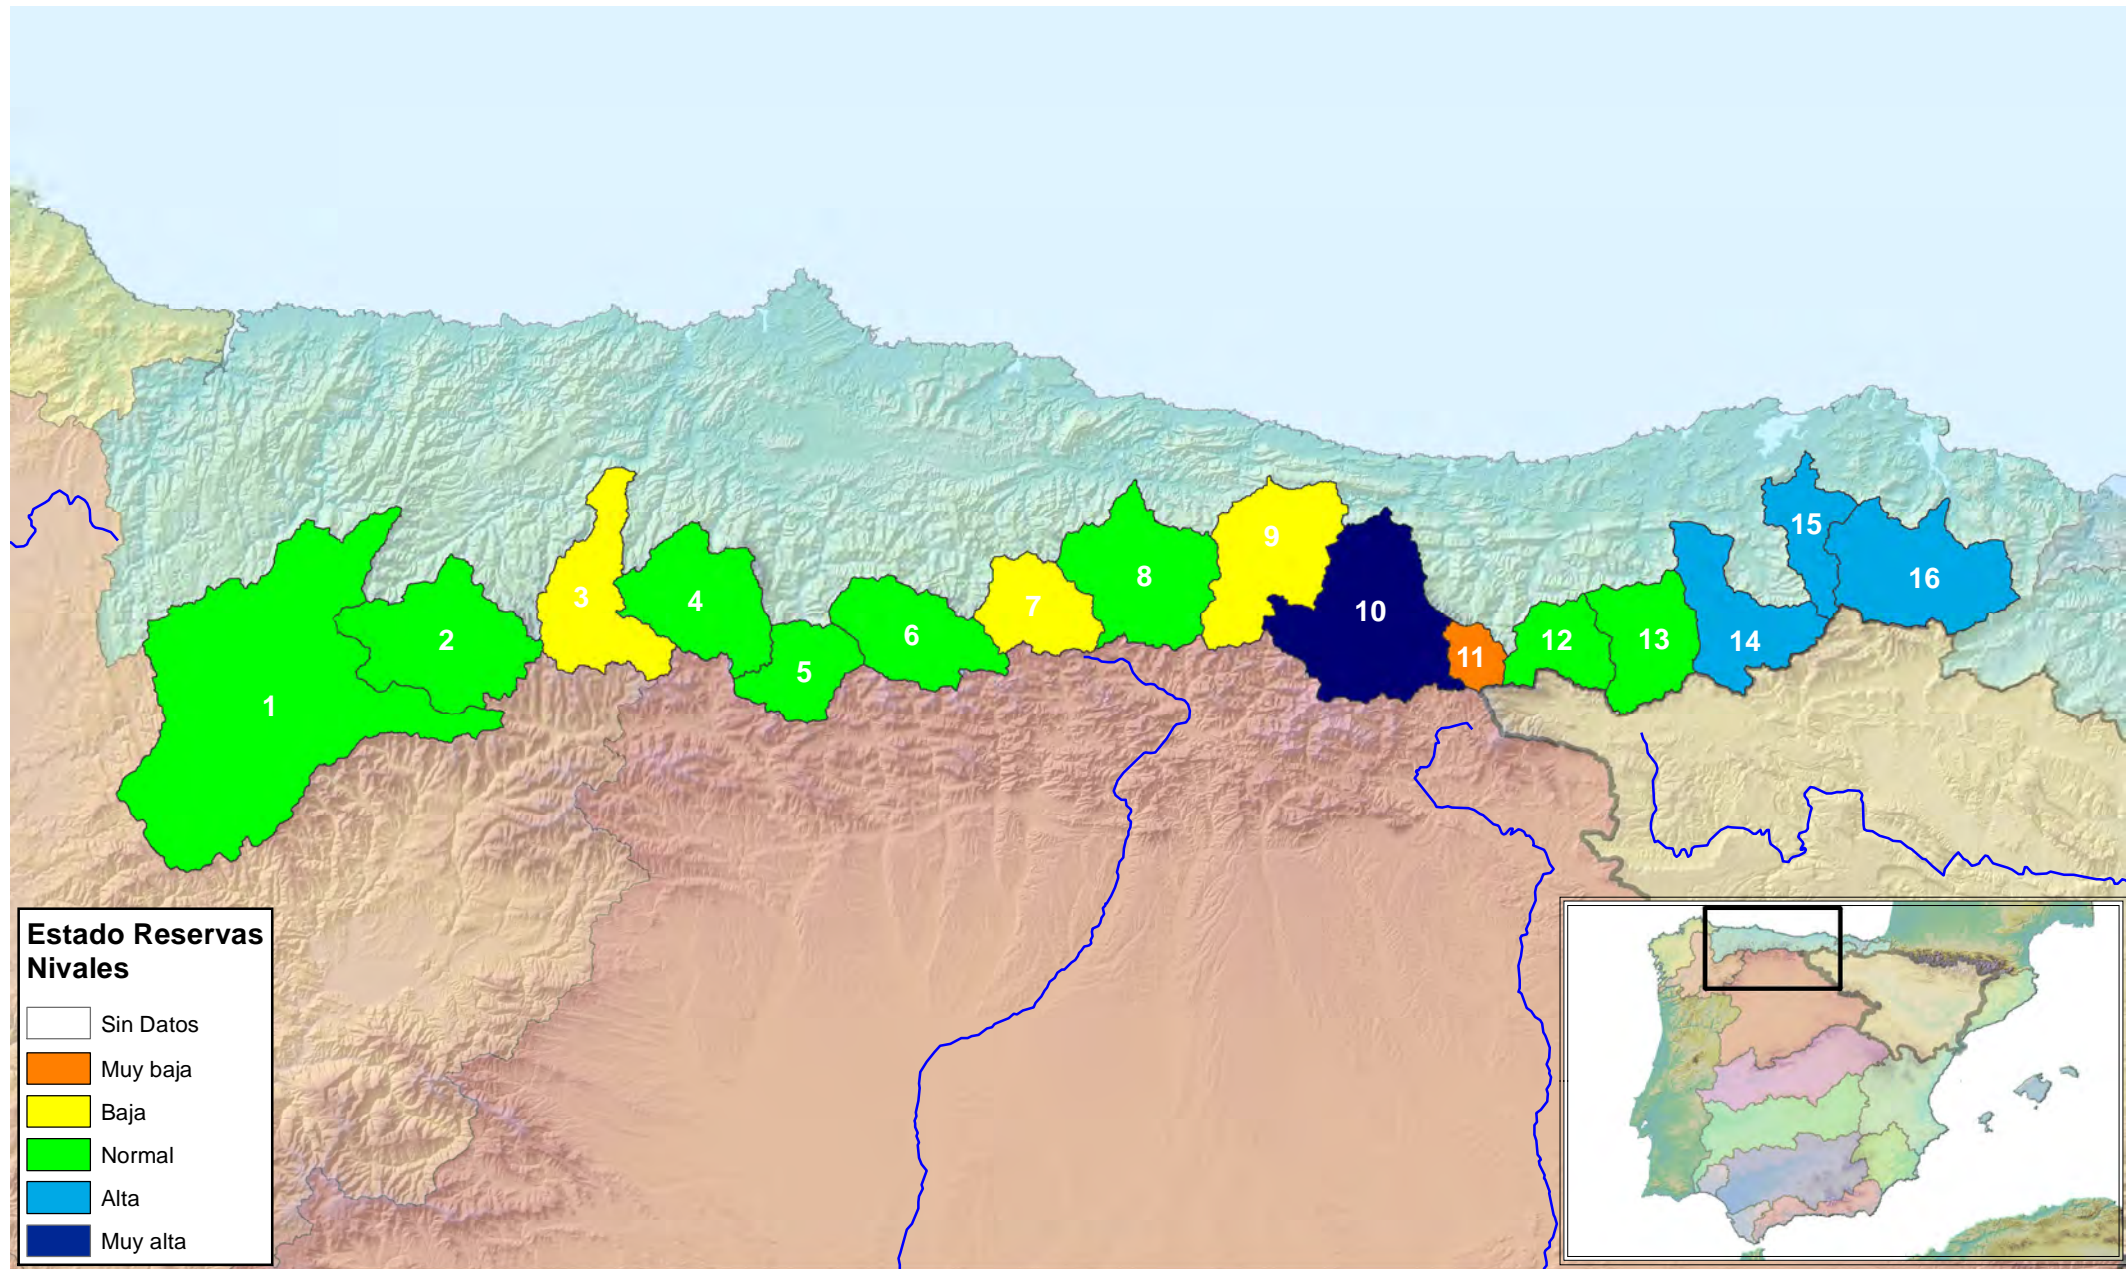 15
9
16
8
3
4
7
10
6
2
12
13
14
11
5
1
Estado Reservas
Nivales
Sin Datos
Muy baja
Baja
Normal
Alta
Muy alta